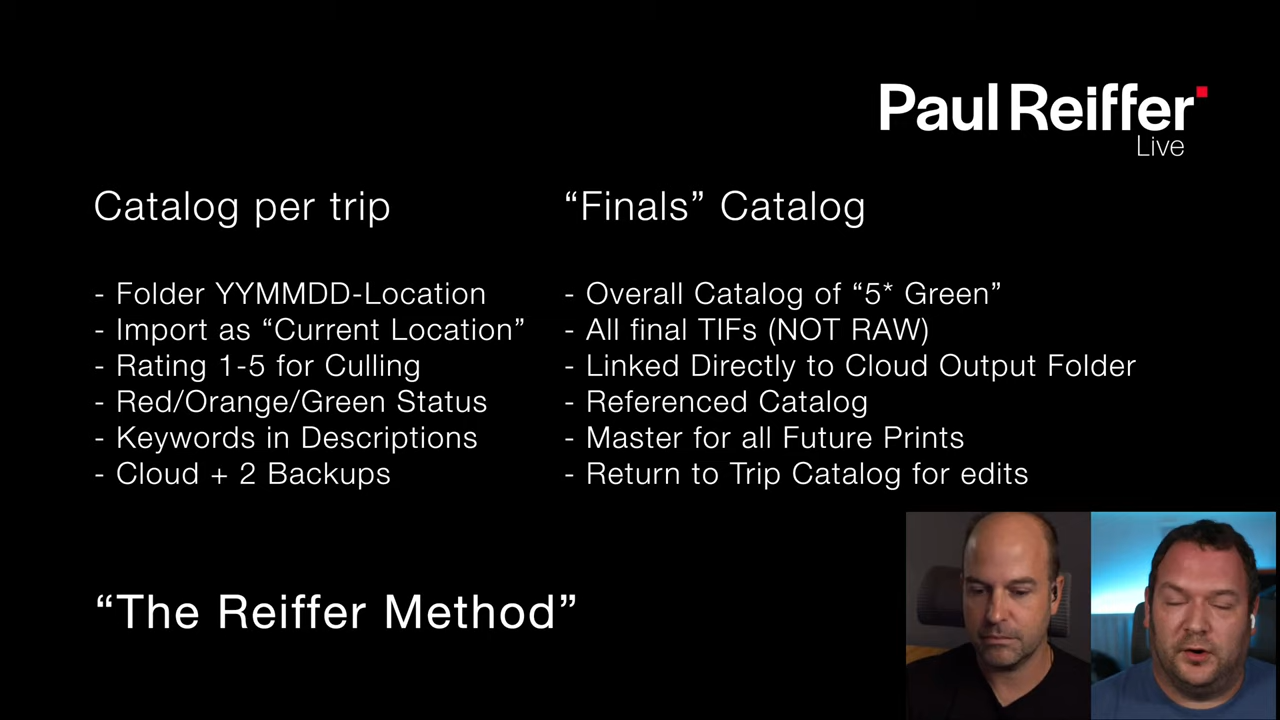 Paul Reiffer
Live
Catalog per trip
- Folder YYMMDD-Location
- Import as “Current Location”
- Rating 1-5 for Culling
- Red/Orange/Green Status
- Keywords in Descriptions
- Cloud + 2 Backups
“Finals” Catalog
- Overall Catalog of “5* Green”
- All final TIFs (NOT RAW)
- Linked Directly to Cloud Output Folder
- Referenced Catalog
- Master for all Future Prints
- Return to Trip Catalog for edits
“The Reiffer Method”